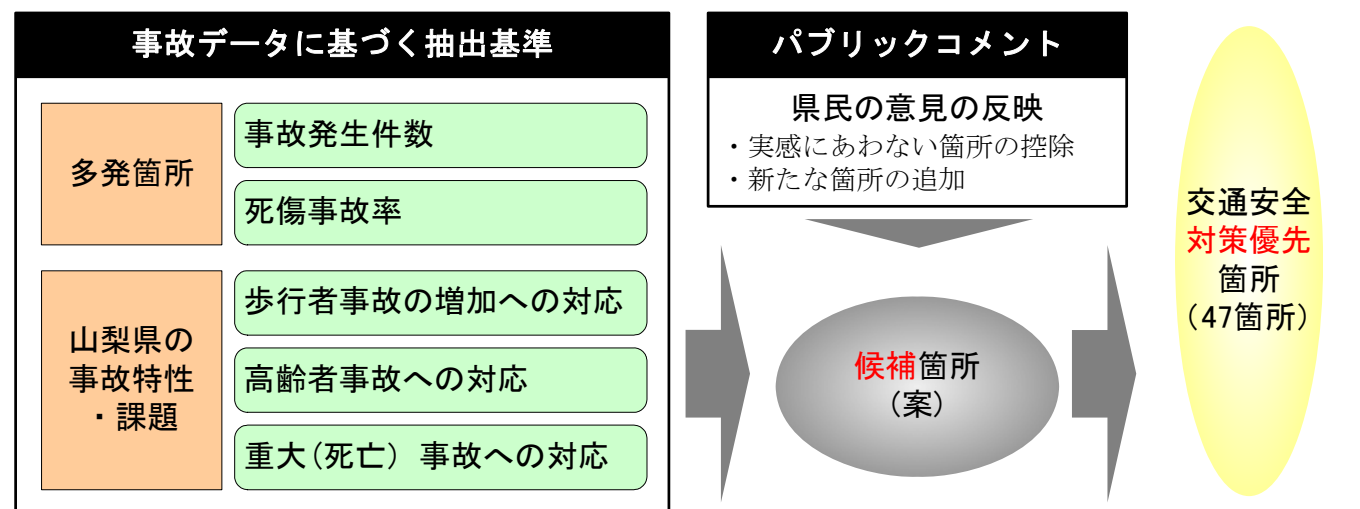 事故データに基づく抽出基準
多発箇所
事故発生件数
死傷事故率
山梨県の
事故特性
・課題
歩行者事故の増加への対応
高齢者事故への対応
重大(死亡) 事故への対応
パブリックコメント
県民の意見の反映
・実感にあわない箇所の控除
・新たな箇所の追加
候補箇所
(案)
交通安全
対策優先
箇所
(47箇所)